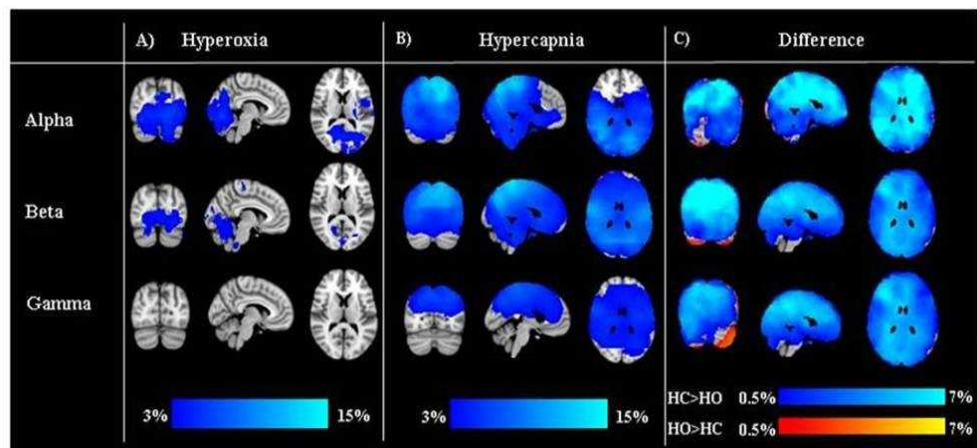 A) Hyperoxia B) Hypercapnia C) Difference
Alpha
Beta
Gamma
3% 15% 3% 15% HC>HO 0.5% 7%
HO>HC 0.5% 7%